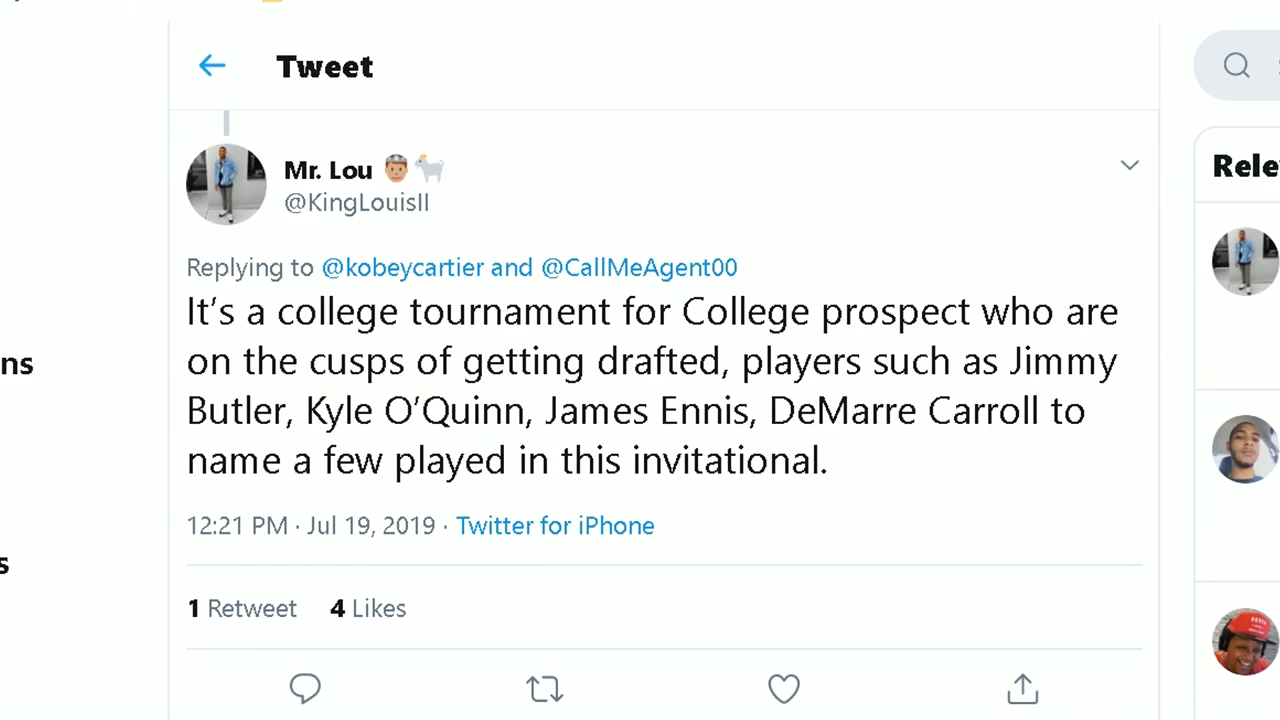 Tweet
Mr. Lou
@KingLouisII
Replying to @kobeycartier and @CallMeAgent00
It's a college tournament for College prospect who are
on the cusps of getting drafted, players such as Jimmy
Butler, Kyle O'Quinn, James Ennis, DeMarre Carroll to
name a few played in this invitational.
12:21 PM · Jul 19, 2019 · Twitter for iPhone
1 Retweet 4 Likes
Rele
ns
s